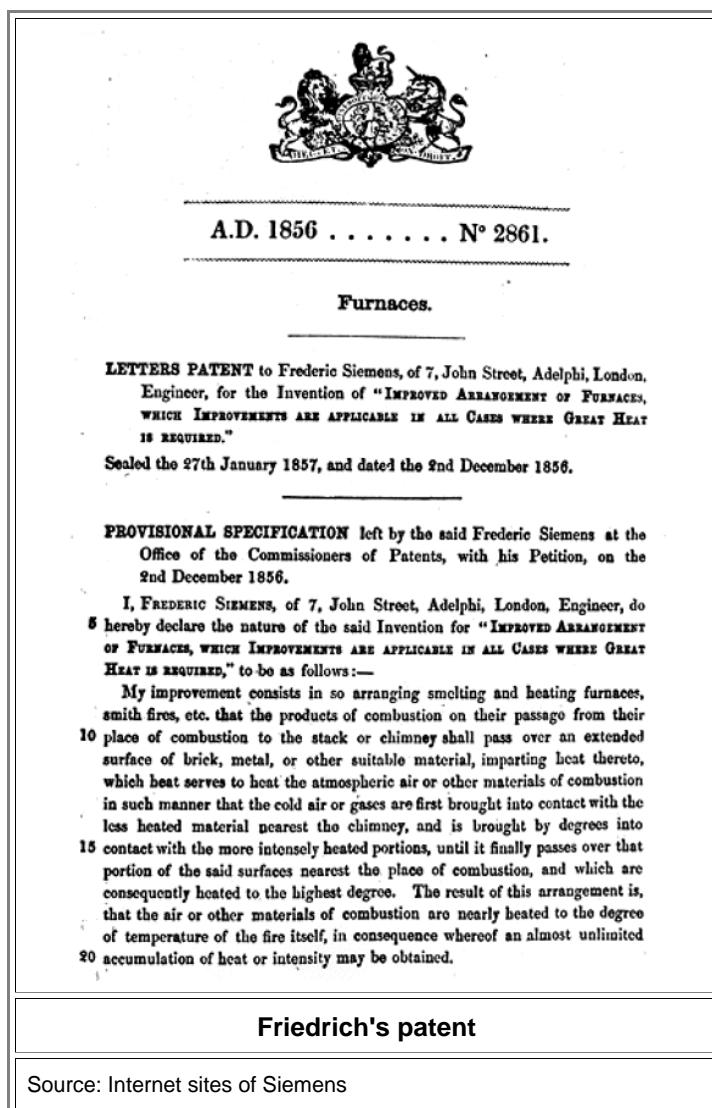 A.D. 1856 . . . . . . . Nº 2861.
Furnaces.
LETTERS PATENT to Frederic Siemens, of 7, John Street, Adelphi, London,
Engineer, for the Invention of "IMPROVED ARRANGEMENT OF FURNACES,
WHICH IMPROVEMENTS ARE APPLICABLE IN ALL CASES WHERE GREAT HEAT
IS REQUIRED."
Sealed the 27th January 1857, and dated the 2nd December 1856.
PROVISIONAL SPECIFICATION left by the said Frederic Siemens at the
Office of the Commissioners of Patents, with his Petition, on the
2nd December 1856.
I, FREDERIC SIEMENS, of 7, John Street, Adelphi, London, Engineer, do
5 hereby declare the nature of the said Invention for "IMPROVED ARRANGEMENT
OF FURNACES, WHICH IMPROVEMENTS ARE APPLICABLE IN ALL CASES WHERE GREAT
HEAT IS REQUIRED," to be as follows:—
My improvement consists in so arranging smelting and heating furnaces,
smith fires, etc. that the products of combustion on their passage from their
10 place of combustion to the stack or chimney shall pass over an extended
surface of brick, metal, or other suitable material, imparting heat thereto,
which heat serves to heat the atmospheric air or other materials of combustion
in such manner that the cold air or gases are first brought into contact with the
less heated material nearest the chimney, and is brought by degrees into
15 contact with the more intensely heated portions, until it finally passes over that
portion of the said surfaces nearest the place of combustion, and which are
consequently heated to the highest degree. The result of this arrangement is,
that the air or other materials of combustion are nearly heated to the degree
of temperature of the fire itself, in consequence whereof an almost unlimited
20 accumulation of heat or intensity may be obtained.
Friedrich's patent
Source: Internet sites of Siemens